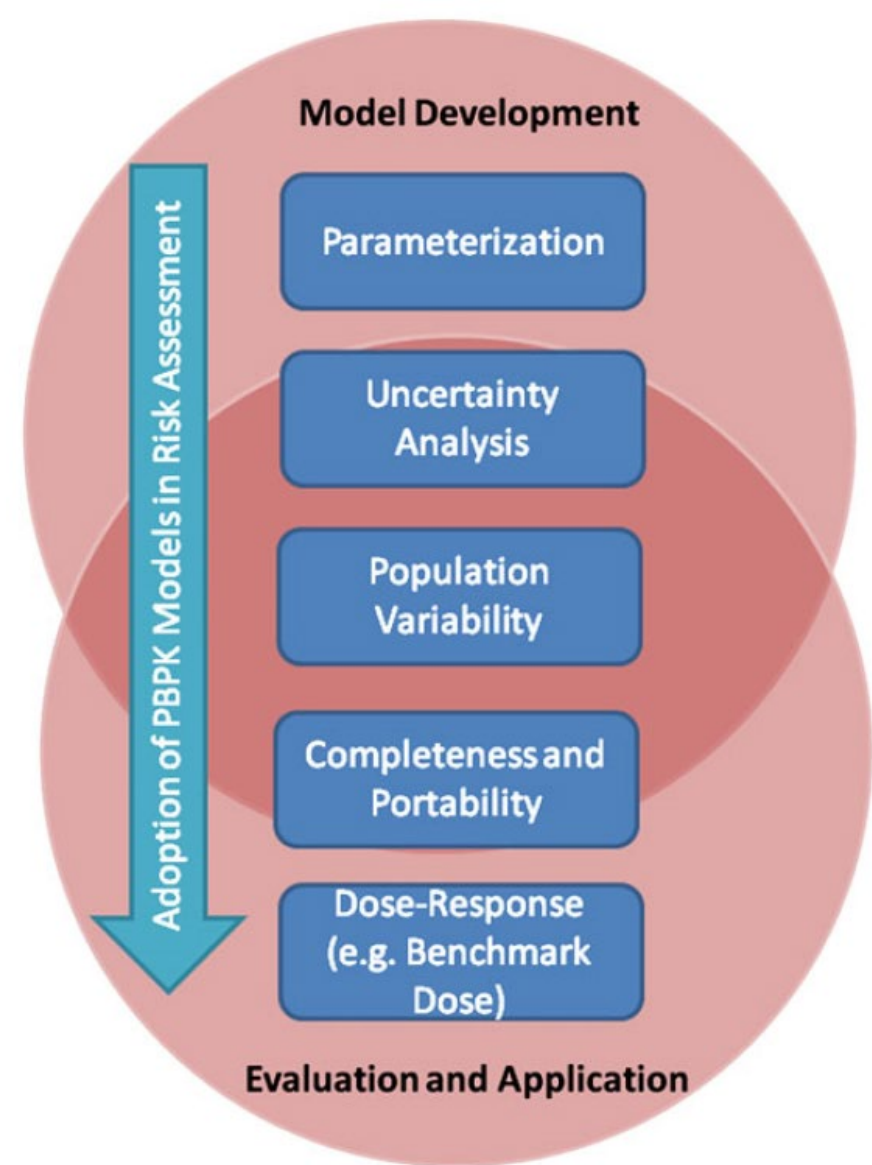 Model Development
Adoption of PBPK Models in Risk Assessment
Parameterization
Uncertainty
Analysis
Population
Variability
Completeness and
Portability
Dose-Response
(e.g. Benchmark
Dose)
Evaluation and Application